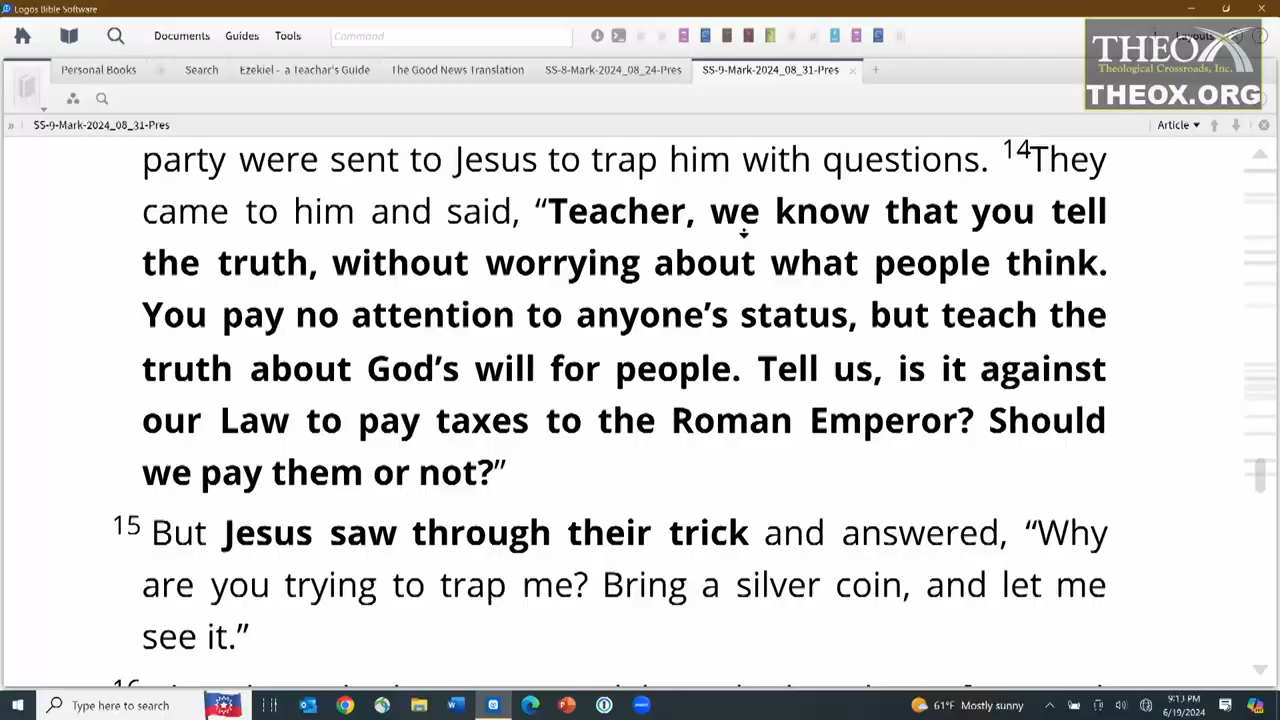 Logos Bible Software
Documents Guides Tools Command
THEOX
Theological Crossroads, Inc.
THEOX.ORG
Personal Books Search Ezekiel - a Teacher's Guide SS-8-Mark-2024_08_24-Pres SS-9-Mark-2024_08_31-Pres
SS-9-Mark-2024_08_31-Pres Article
party were sent to Jesus to trap him with questions. 14They
came to him and said, “Teacher, we know that you tell
the truth, without worrying about what people think.
You pay no attention to anyone’s status, but teach the
truth about God’s will for people. Tell us, is it against
our Law to pay taxes to the Roman Emperor? Should
we pay them or not?”
15 But Jesus saw through their trick and answered, “Why
are you trying to trap me? Bring a silver coin, and let me
see it.”
Type here to search 61°F Mostly sunny 9:13 PM
6/19/2024